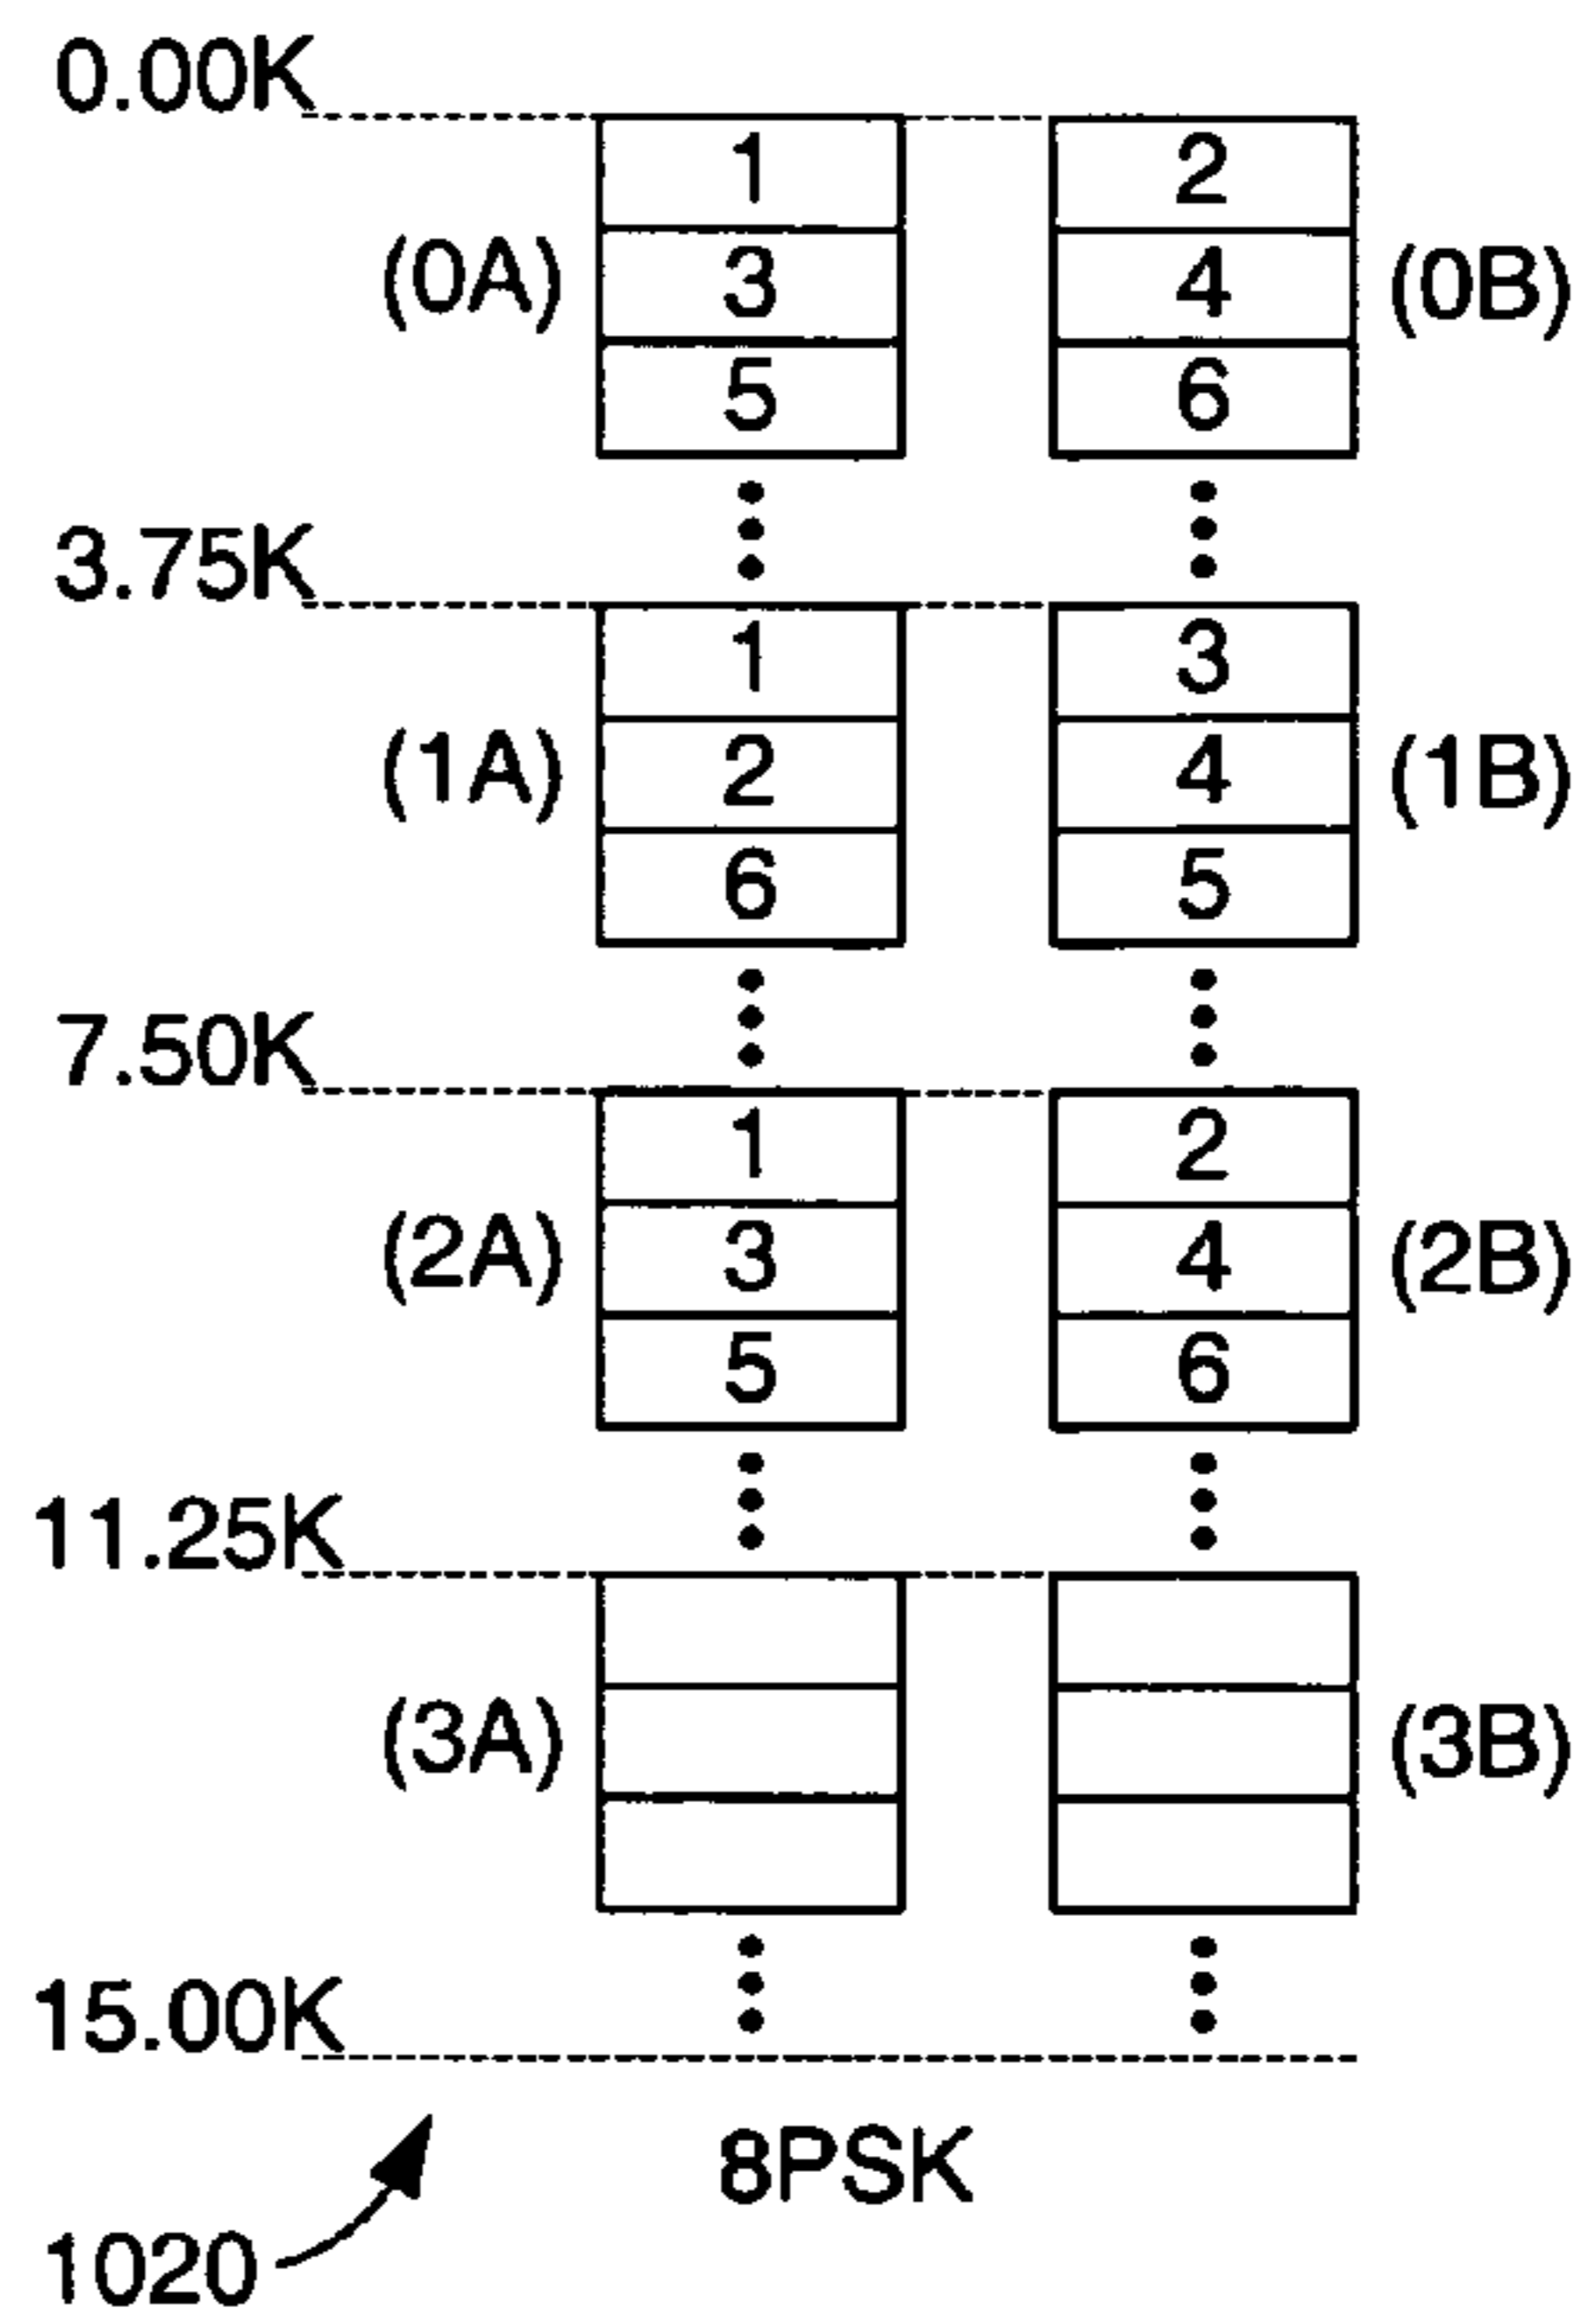 0.00K
1 2
(0A) 3 4 (0B)
5 6
3.75K
1 3
(1A) 2 4 (1B)
6 5
7.50K
1 2
(2A) 3 4 (2B)
5 6
11.25K
(3A) (3B)
15.00K
8PSK
1020